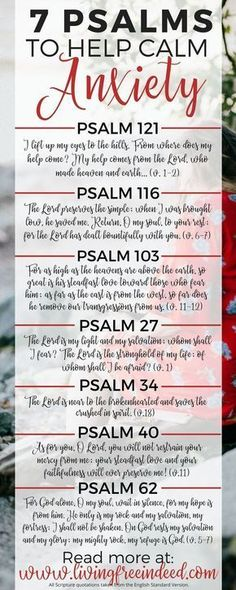 7 PSALMS
TO HELP CALM
Anxiety
PSALM 121
I lift up my eyes to the hills. From where does my
help come? My help comes from the Lord, who
made heaven and earth... (v. 1-2)
PSALM 116
The Lord preserves the simple; when I was brought
low, he saved me. Return, O my soul, to your rest;
for the Lord has dealt bountifully with you. (v. 6-7)
PSALM 103
For as high as the heavens are above the earth, so
great is his steadfast love toward those who fear
him; as far as the east is from the west, so far does
he remove our transgressions from us. (v. 11-12)
PSALM 27
The Lord is my light and my salvation; whom shall
I fear? The Lord is the stronghold of my life; of
whom shall I be afraid? (v. 1)
PSALM 34
The Lord is near to the brokenhearted and saves the
crushed in spirit. (v.18)
PSALM 40
As for you, O Lord, you will not restrain your
mercy from me; your steadfast love and your
faithfulness will ever preserve me! (v.11)
PSALM 62
For God alone, O my soul, wait in silence, for my hope is
from him. He only is my rock and my salvation, my
fortress; I shall not be shaken. On God rests my salvation
and my glory; my mighty rock, my refuge is God. (v. 5-7)
All Scripture quotations taken from the English Standard Version.
Read more at:
www.livingfreeindeed.com